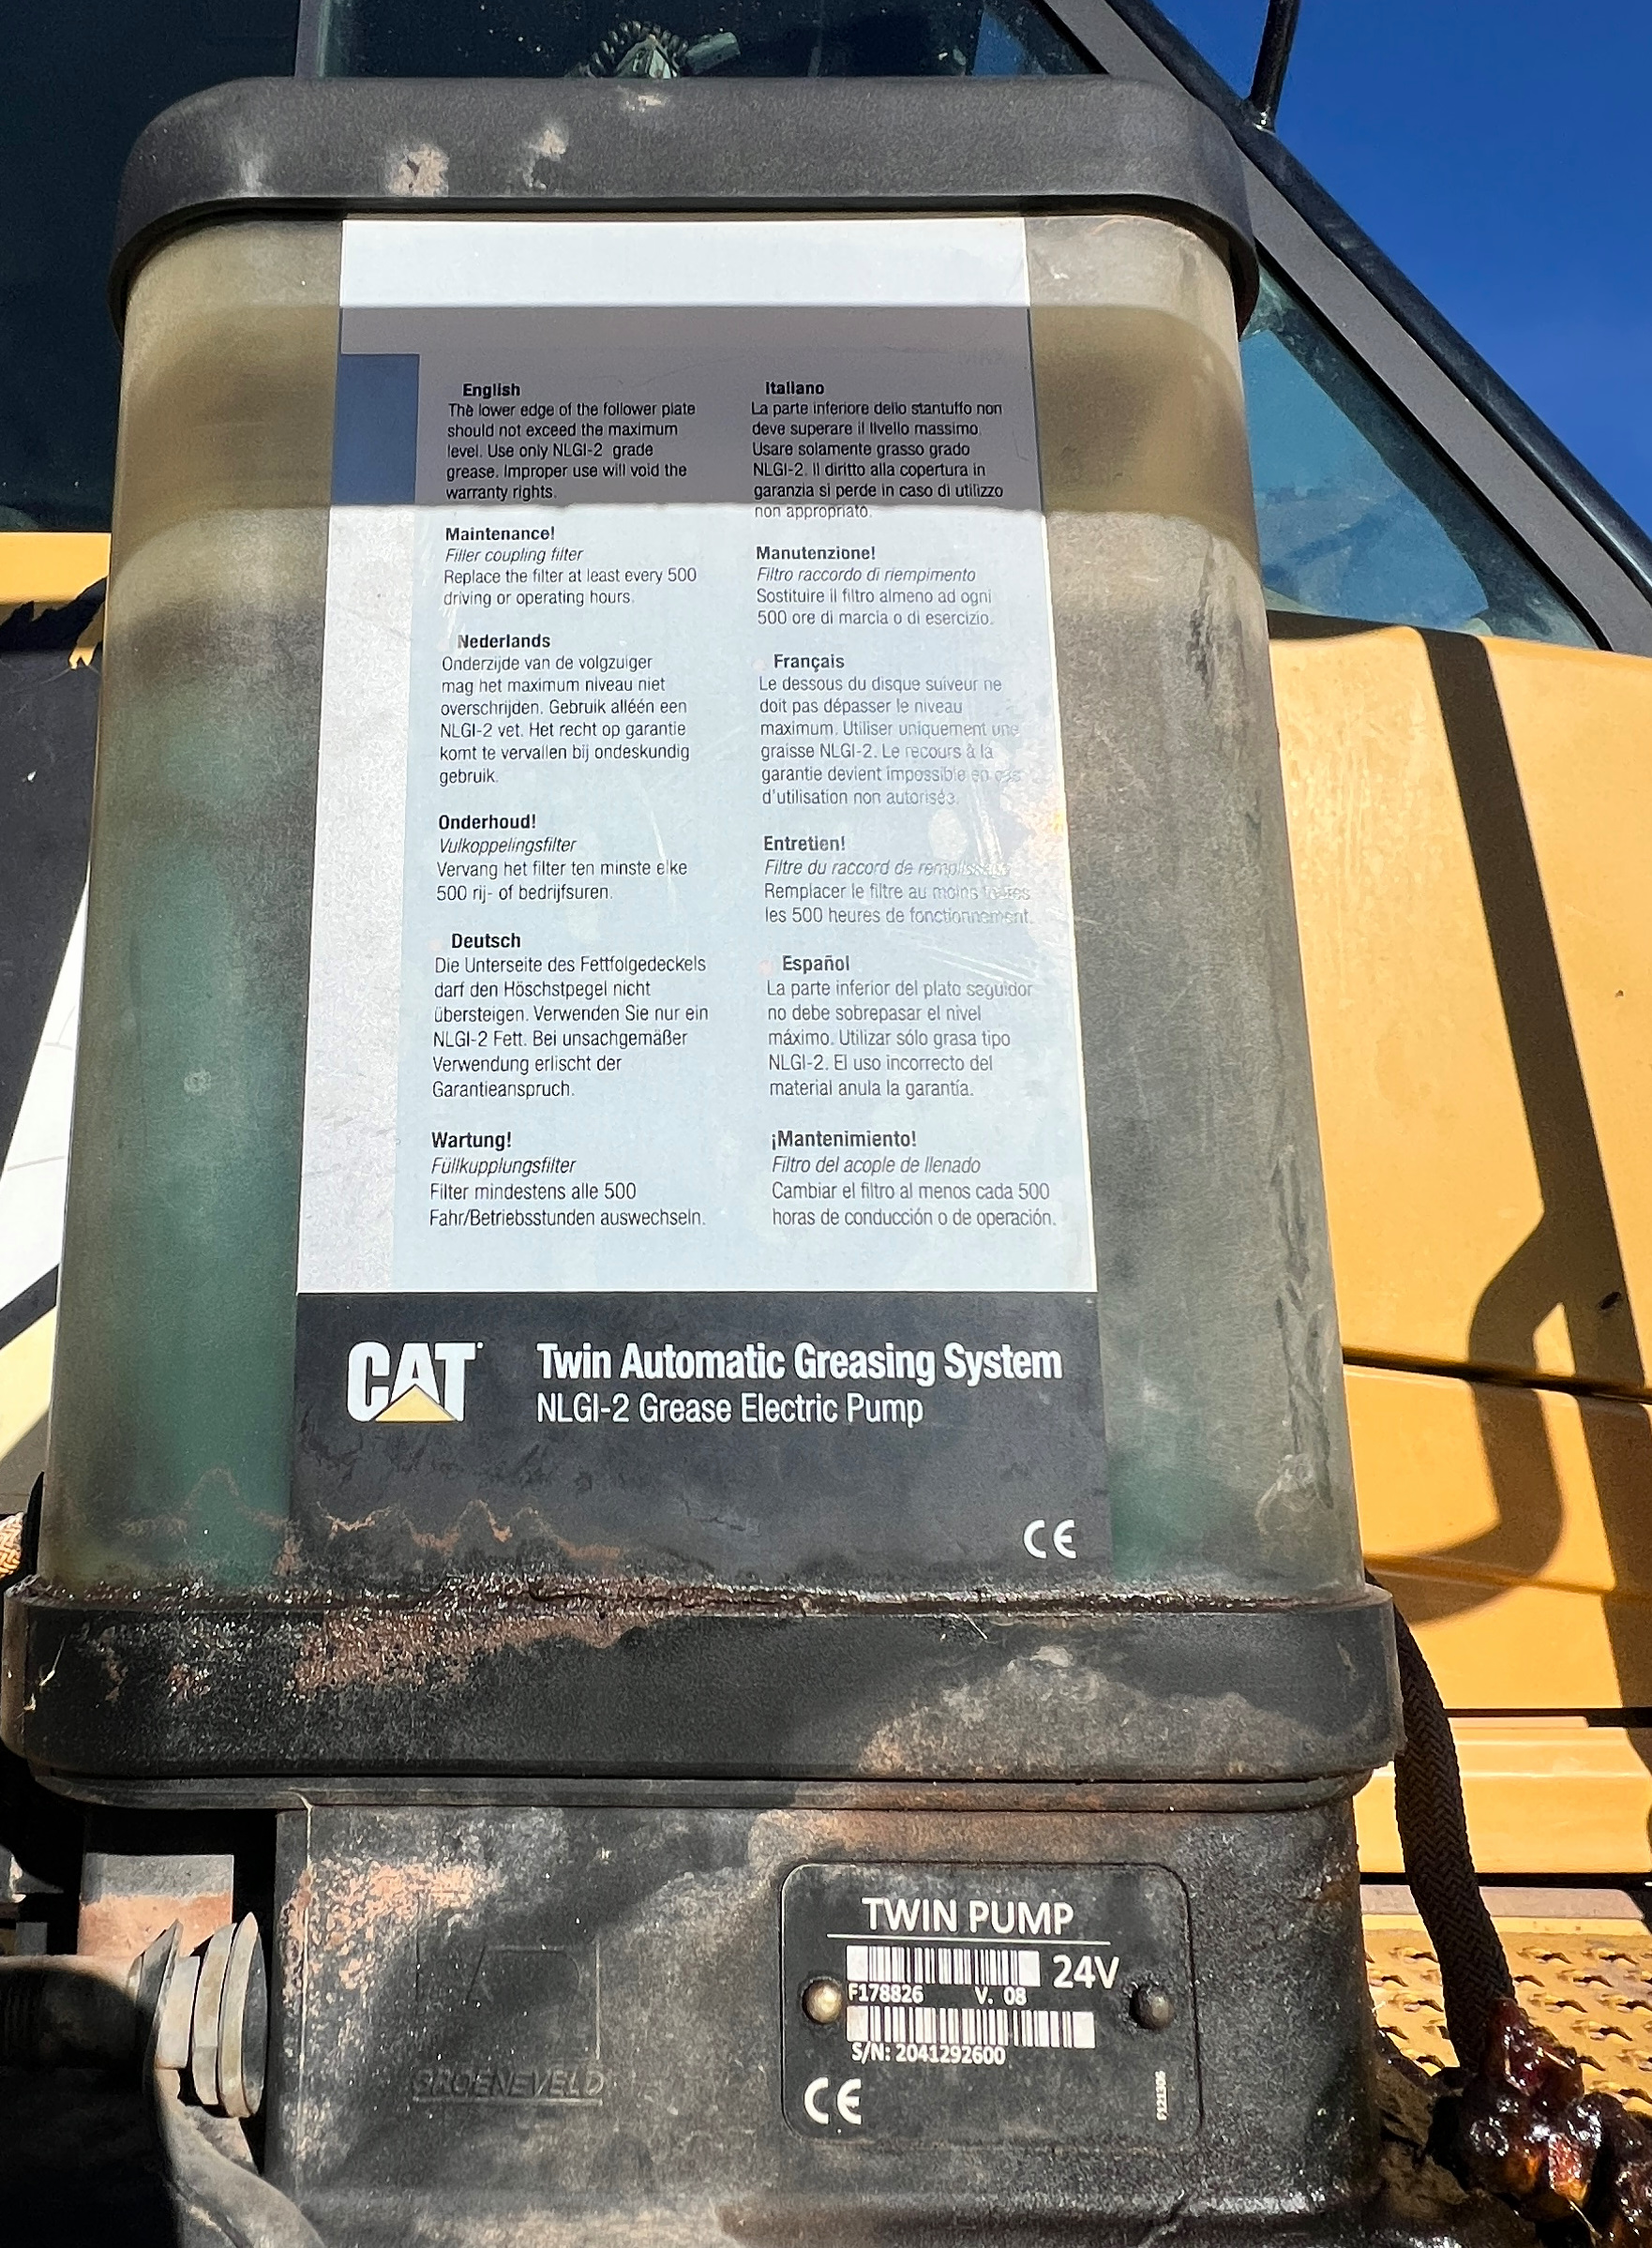 English
The lower edge of the follower plate
should not exceed the maximum
level. Use only NLGI-2 grade
grease. Improper use will void the
warranty rights.
Maintenance!
Filler coupling filter
Replace the filter at least every 500
driving or operating hours.
Nederlands
Onderzijde van de volgzuiger
mag het maximum niveau niet
overschrijden. Gebruik alléén een
NLGI-2 vet. Het recht op garantie
komt te vervallen bij ondeskundig
gebruik.
Onderhoud!
Vulkoppelingsfilter
Vervang het filter ten minste elke
500 rij- of bedrijfsuren.
Deutsch
Die Unterseite des Fettfolgedeckels
darf den Höschstpegel nicht
übersteigen. Verwenden Sie nur ein
NLGI-2 Fett. Bei unsachgemäßer
Verwendung erlischt der
Garantieanspruch.
Wartung!
Füllkupplungsfilter
Filter mindestens alle 500
Fahr/Betriebsstunden auswechseln.
Italiano
La parte inferiore dello stantuffo non
deve superare il livello massimo.
Usare solamente grasso grado
NLGI-2. Il diritto alla copertura in
garanzia si perde in caso di utilizzo
non appropriato.
Manutenzione!
Filtro raccordo di riempimento
Sostituire il filtro almeno ad ogni
500 ore di marcia o di esercizio.
Français
Le dessous du disque suiveur ne
doit pas dépasser le niveau
maximum. Utiliser uniquement une
graisse NLGI-2. Le recours à la
garantie devient impossible en cas
d'utilisation non autorisée.
Entretien!
Filtre du raccord de remplissage
Remplacer le filtre au moins toutes
les 500 heures de fonctionnement.
Español
La parte inferior del plato seguidor
no debe sobrepasar el nivel
máximo. Utilizar sólo grasa tipo
NLGI-2. El uso incorrecto del
material anula la garantía.
¡Mantenimiento!
Filtro del acople de llenado
Cambiar el filtro al menos cada 500
horas de conducción o de operación.
CAT
Twin Automatic Greasing System
NLGI-2 Grease Electric Pump
CE
TWIN PUMP
24V
F178826 V. 08
S/N: 2041292600
CE
GROENEVELD